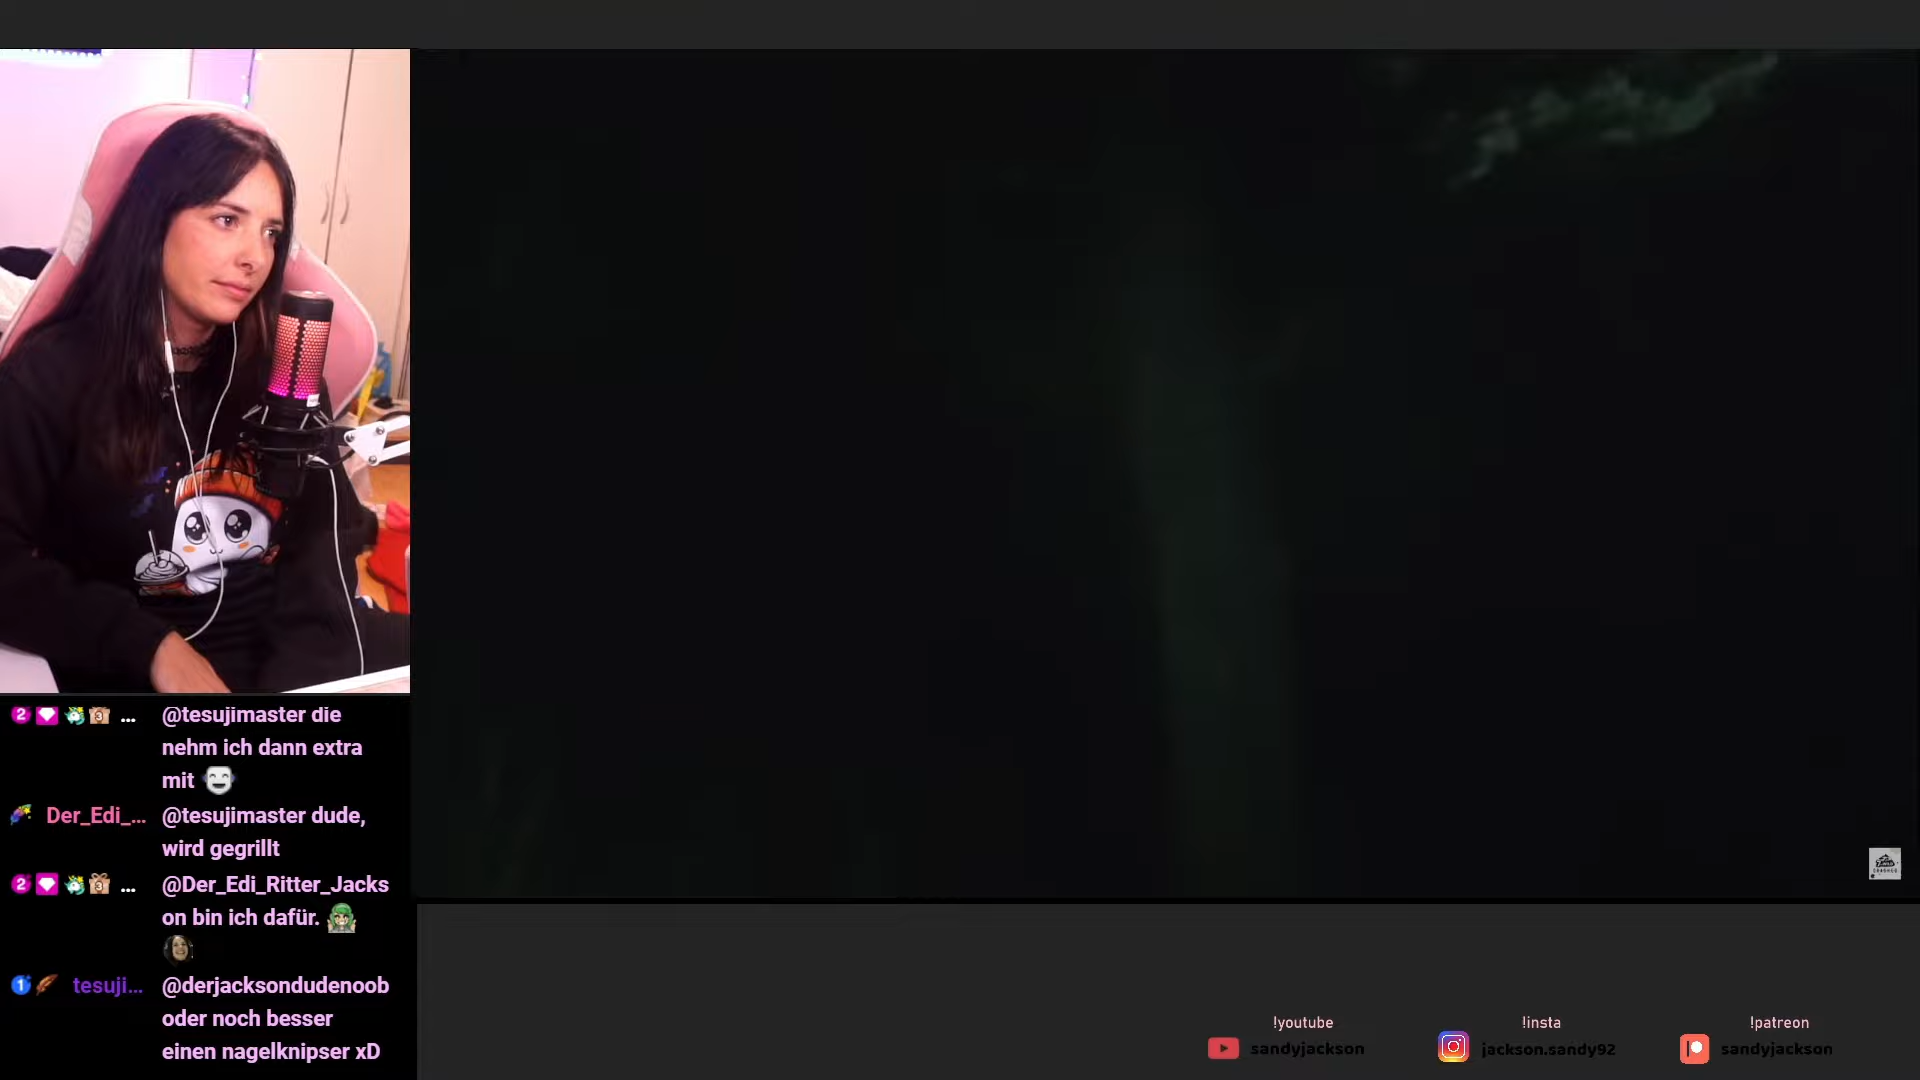 @tesujimaster die
nehm ich dann extra
mit
Der_Edi_... @tesujimaster dude,
wird gegrillt
@Der_Edi_Ritter_Jacks
on bin ich dafür.
tesuji... @derjacksondudenoob
oder noch besser
einen nagelknipser xD
!youtube
sandyjackson
!insta
jackson.sandy92
!patreon
sandyjackson